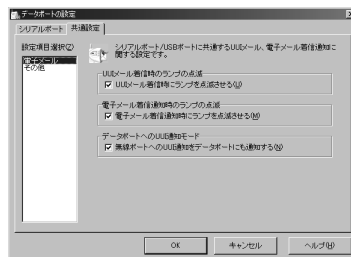 データポートの設定
シリアルポート 共通設定
設定項目選択(Z)
電子メール
その他
シリアルポート/USBポートに共通するUUIメール、電子メール着信通知に
関する設定です。
UUIメール着信時のランプの点滅
UUIメール着信時にランプを点滅させる(U)
電子メール着信通知時のランプの点滅
電子メール着信通知時にランプを点滅させる(M)
データポートへのUUI通知モード
無線ポートへのUUI通知をデータポートにも通知する(N)
OK
キャンセル
ヘルプ(H)